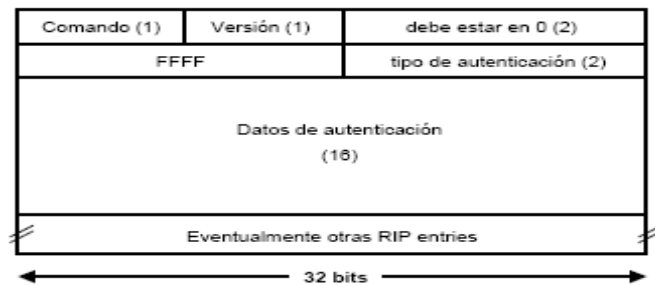 Comando (1) Versión (1) debe estar en 0 (2)
FFFF tipo de autenticación (2)
Datos de autenticación
(16)
Eventualmente otras RIP entries
32 bits